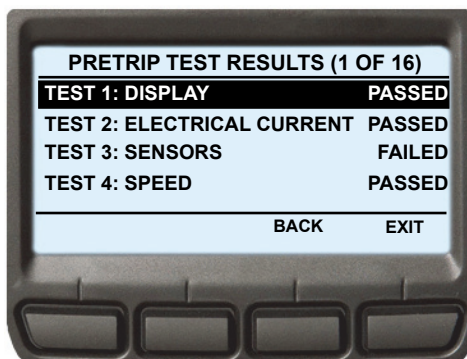 PRETRIP TEST RESULTS (1 OF 16)
TEST 1: DISPLAY PASSED
TEST 2: ELECTRICAL CURRENT PASSED
TEST 3: SENSORS FAILED
TEST 4: SPEED PASSED
BACK EXIT